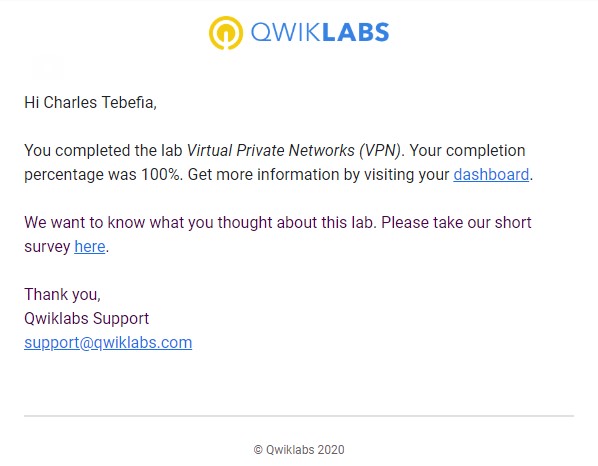 QWIKLABS
Hi Charles Tebefia,
You completed the lab Virtual Private Networks (VPN). Your completion
percentage was 100%. Get more information by visiting your dashboard.
We want to know what you thought about this lab. Please take our short
survey here.
Thank you,
Qwiklabs Support
support@qwiklabs.com
© Qwiklabs 2020